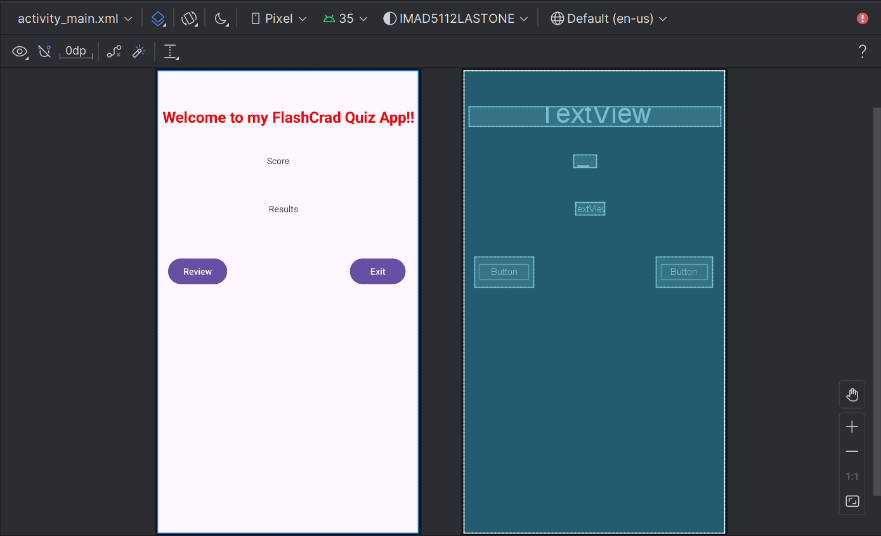 activity_main.xml Pixel 35 IMAD5112LASTONE Default (en-us)
0dp ?
Welcome to my FlashCrad Quiz App!!
TextView
Score
Results
TextView
Review Exit
Button Button
1:1